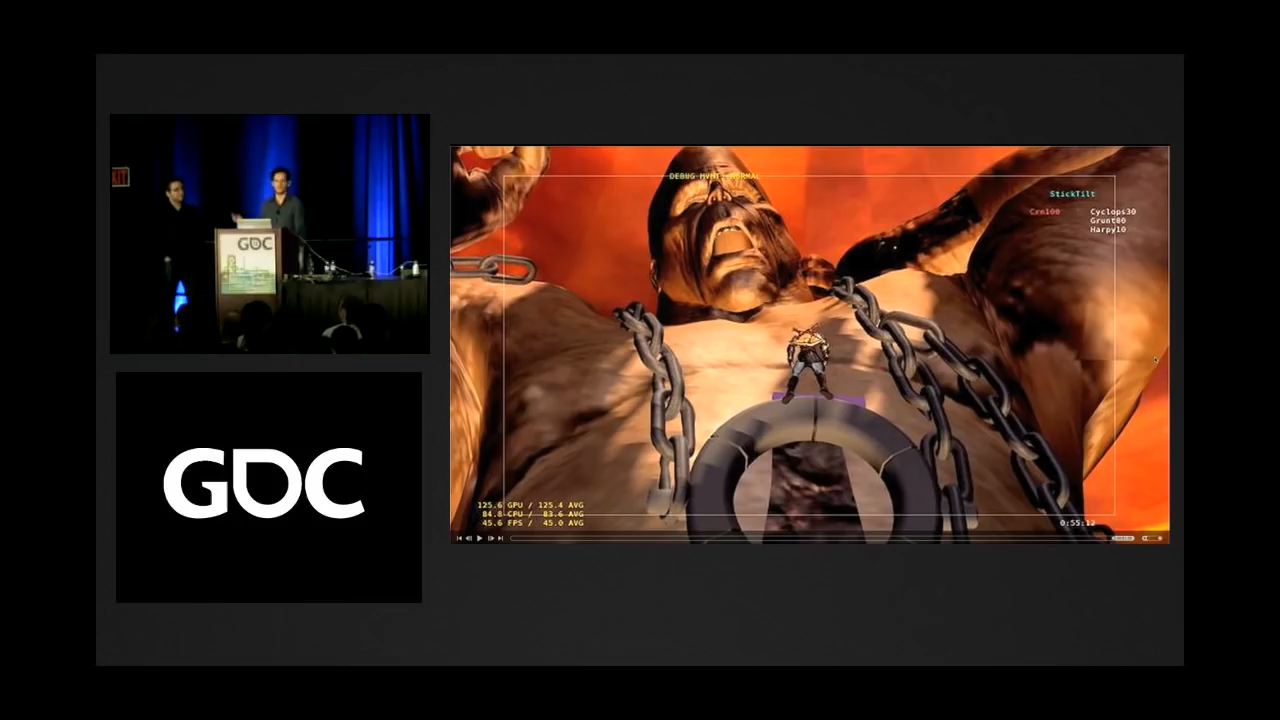 EXIT
GDC
GDC
DEBUG MVMT: NORMAL
StickTilt
Crn100
Cyclops30
Grunt00
Harpy10
125.6 GPU / 125.4 AVG
84.8 CPU / 83.6 AVG
45.6 FPS / 45.0 AVG
0:55:12